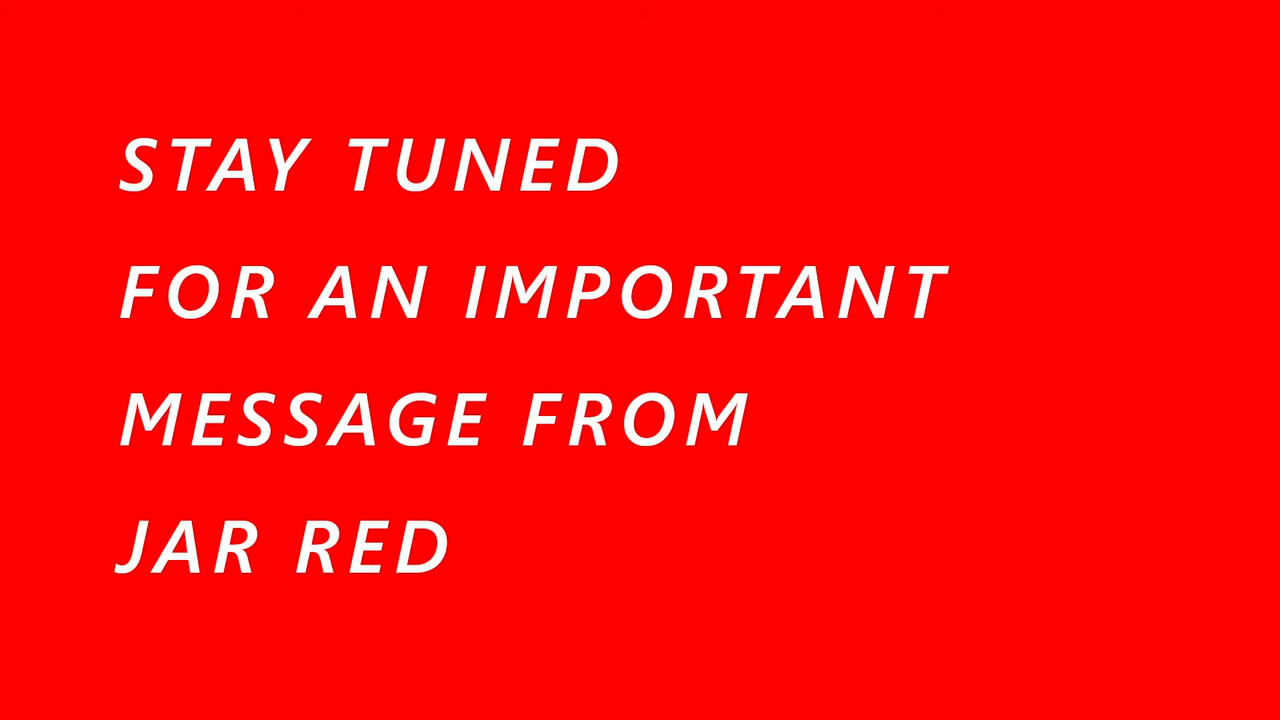 STAY TUNED
FOR AN IMPORTANT
MESSAGE FROM
JAR RED